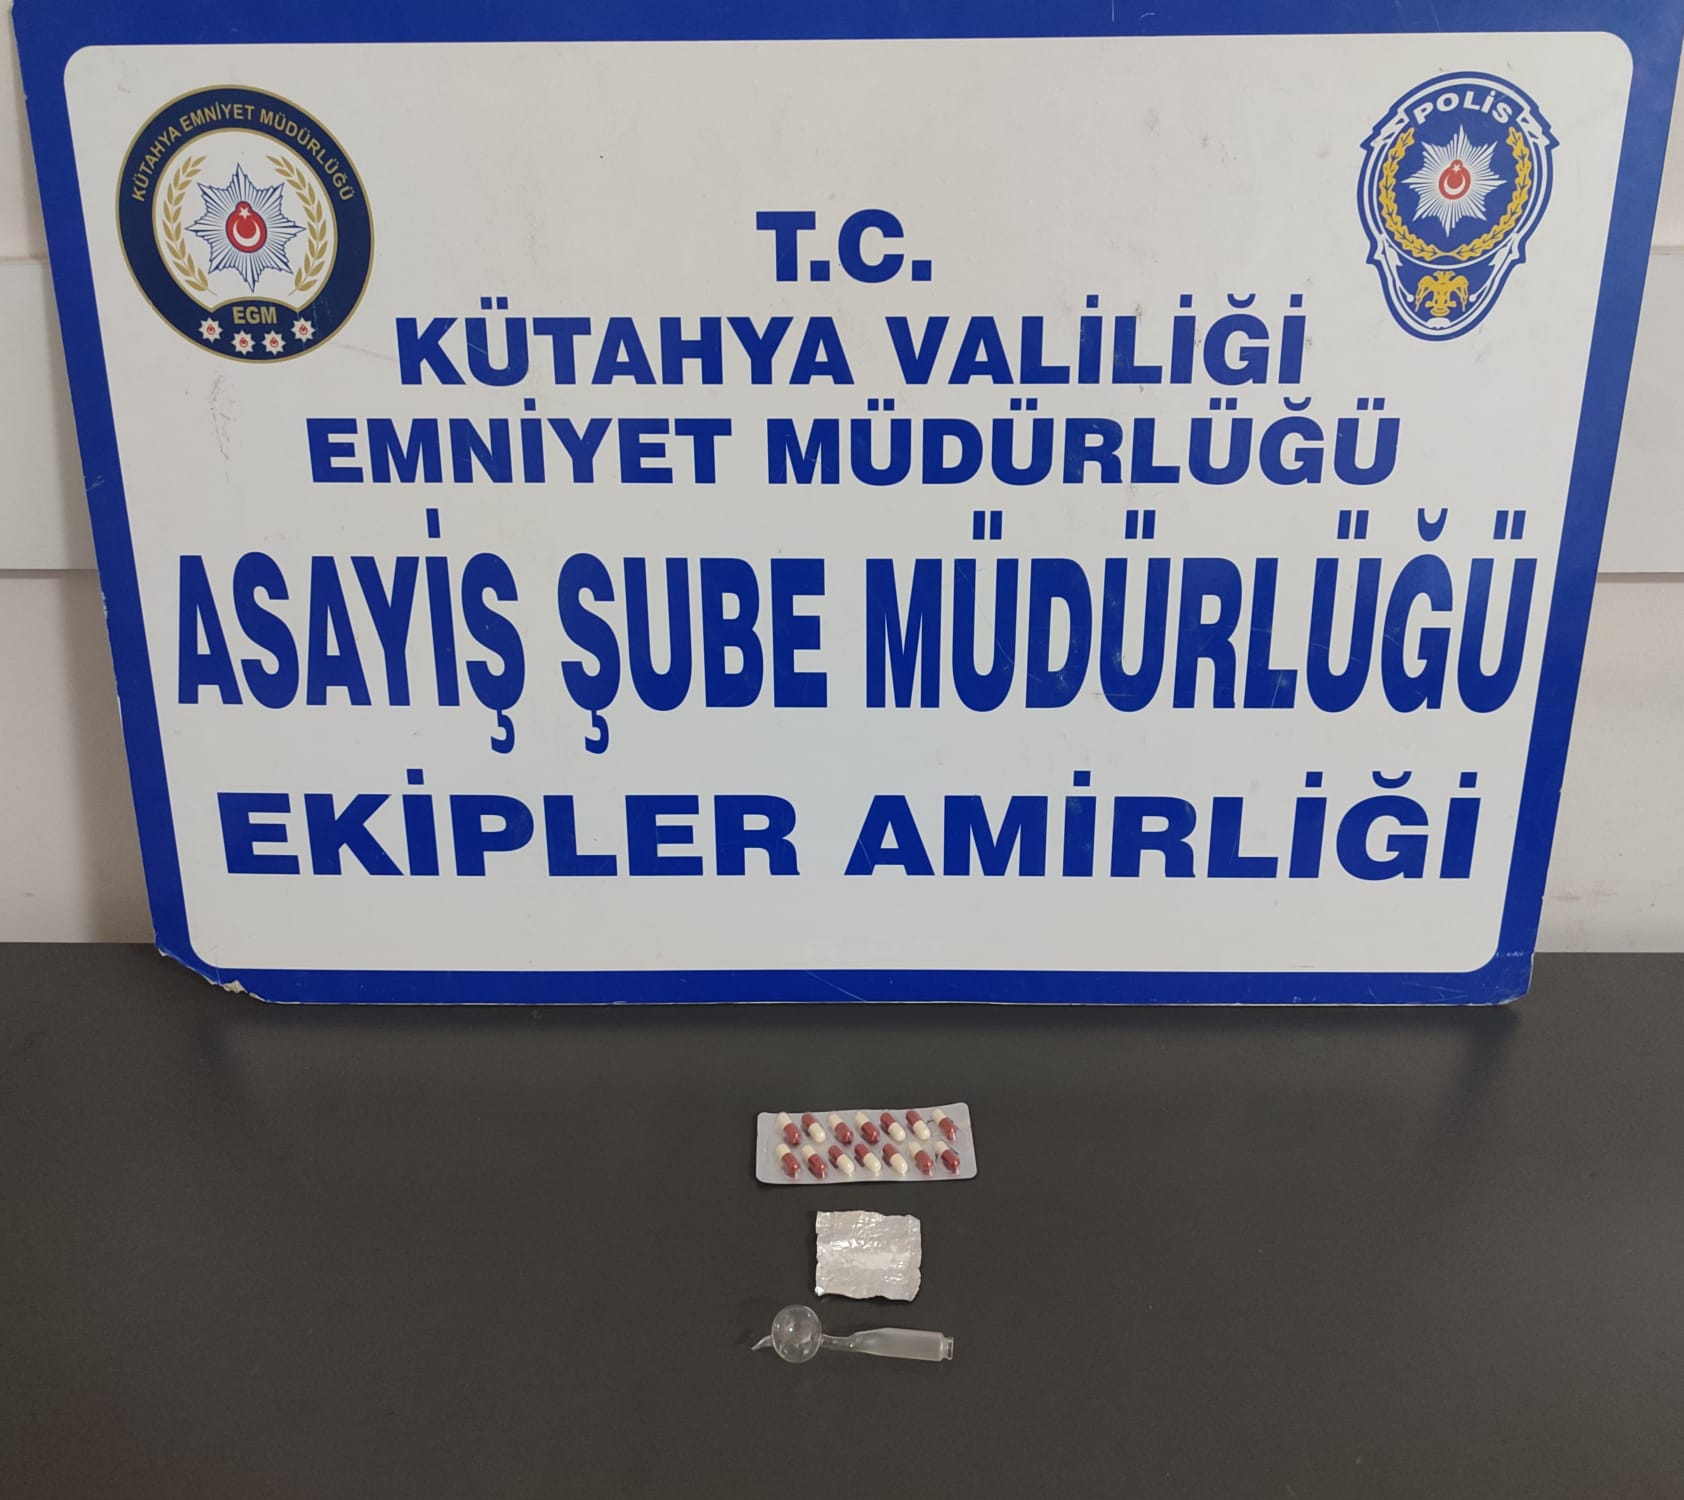 KÜTAHYA EMNİYET MÜDÜRLÜĞÜ
EGM
POLİS
T.C.
KÜTAHYA VALİLİĞİ
EMNİYET MÜDÜRLÜĞÜ
ASAYİŞ ŞUBE MÜDÜRLÜĞÜ
EKİPLER AMİRLİĞİ